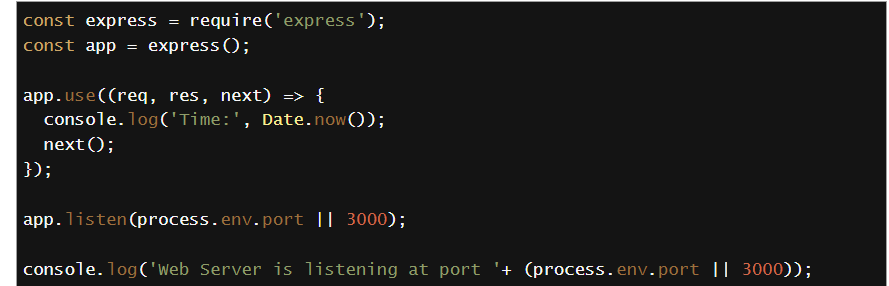 const express = require('express');
const app = express();
app.use((req, res, next) => {
  console.log('Time:', Date.now());
  next();
});
app.listen(process.env.port || 3000);
console.log('Web Server is listening at port '+ (process.env.port || 3000));